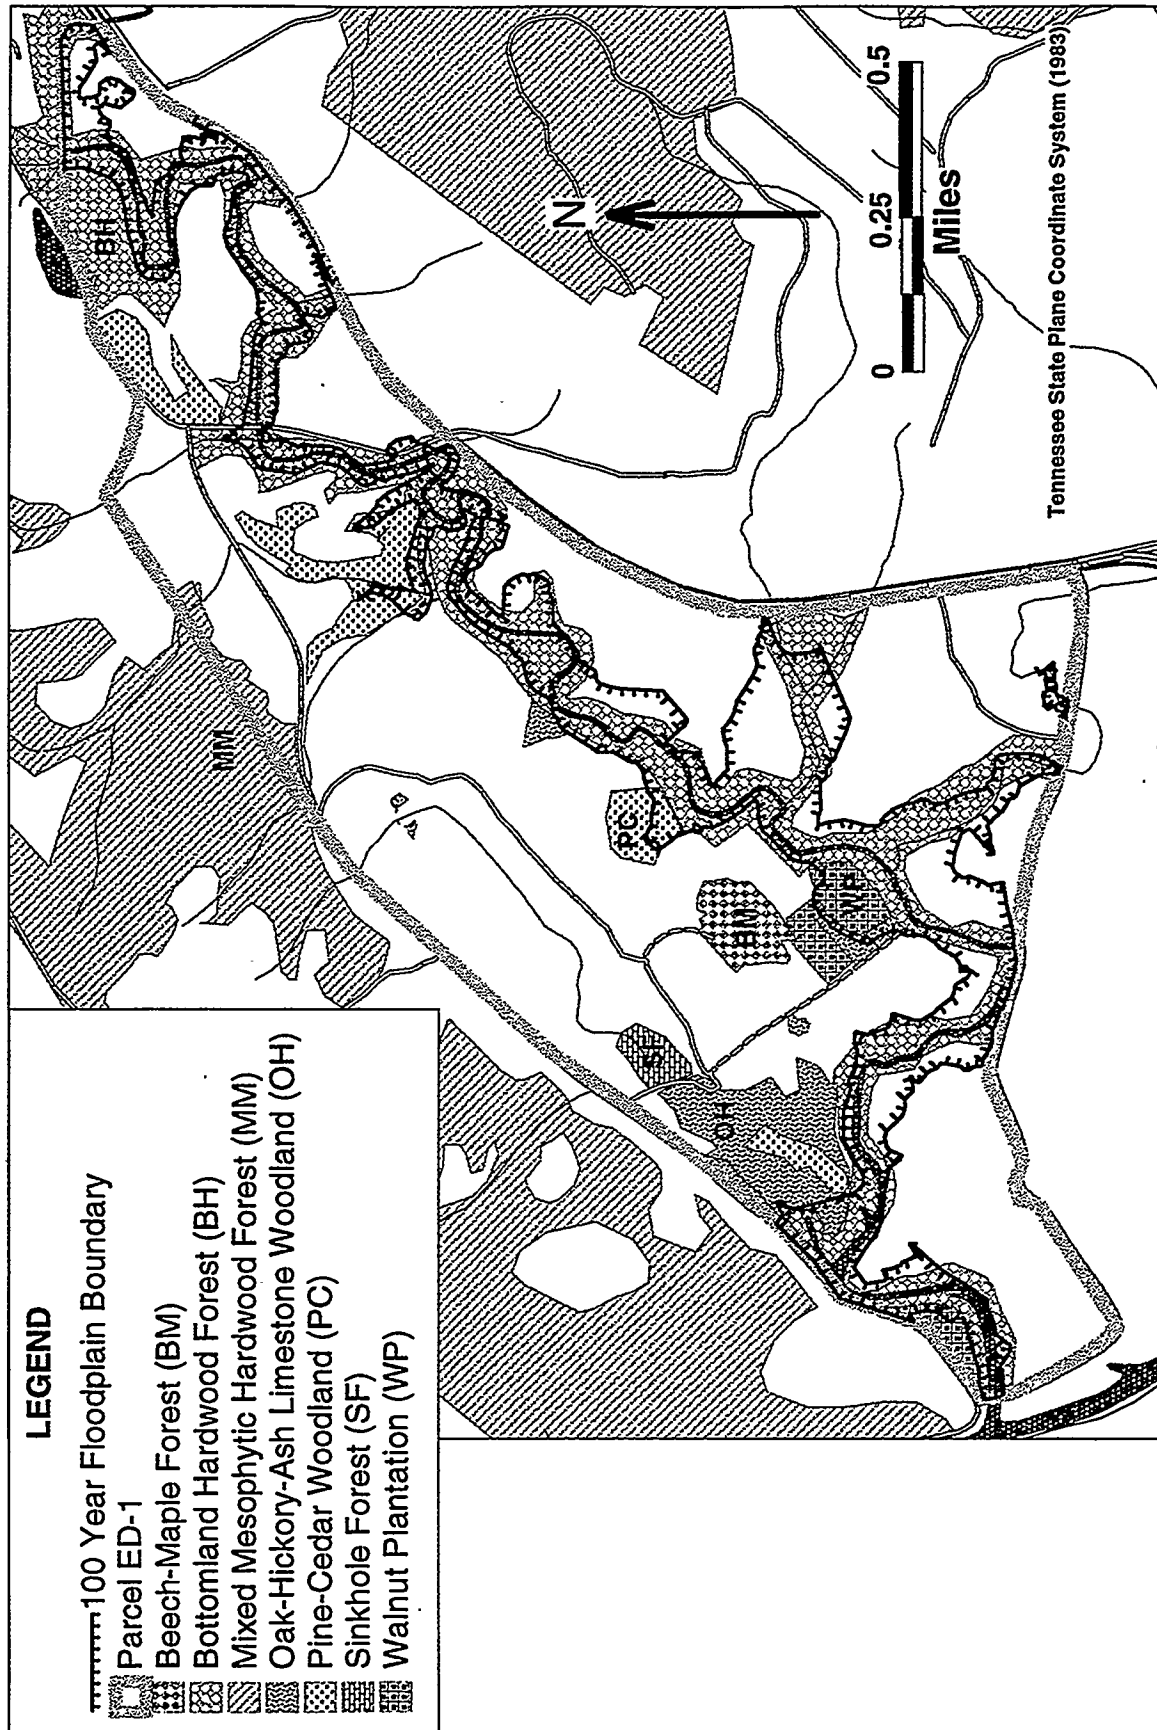 LEGEND
100 Year Floodplain Boundary
Parcel ED-1
Beech-Maple Forest (BM)
Bottomland Hardwood Forest (BH)
Mixed Mesophytic Hardwood Forest (MM)
Oak-Hickory-Ash Limestone Woodland (OH)
Pine-Cedar Woodland (PC)
Sinkhole Forest (SF)
Walnut Plantation (WP)
MM
BH
PC
BM
WP
SF
OH
N
0 0.25 0.5
Miles
Tennessee State Plane Coordinate System (1983)